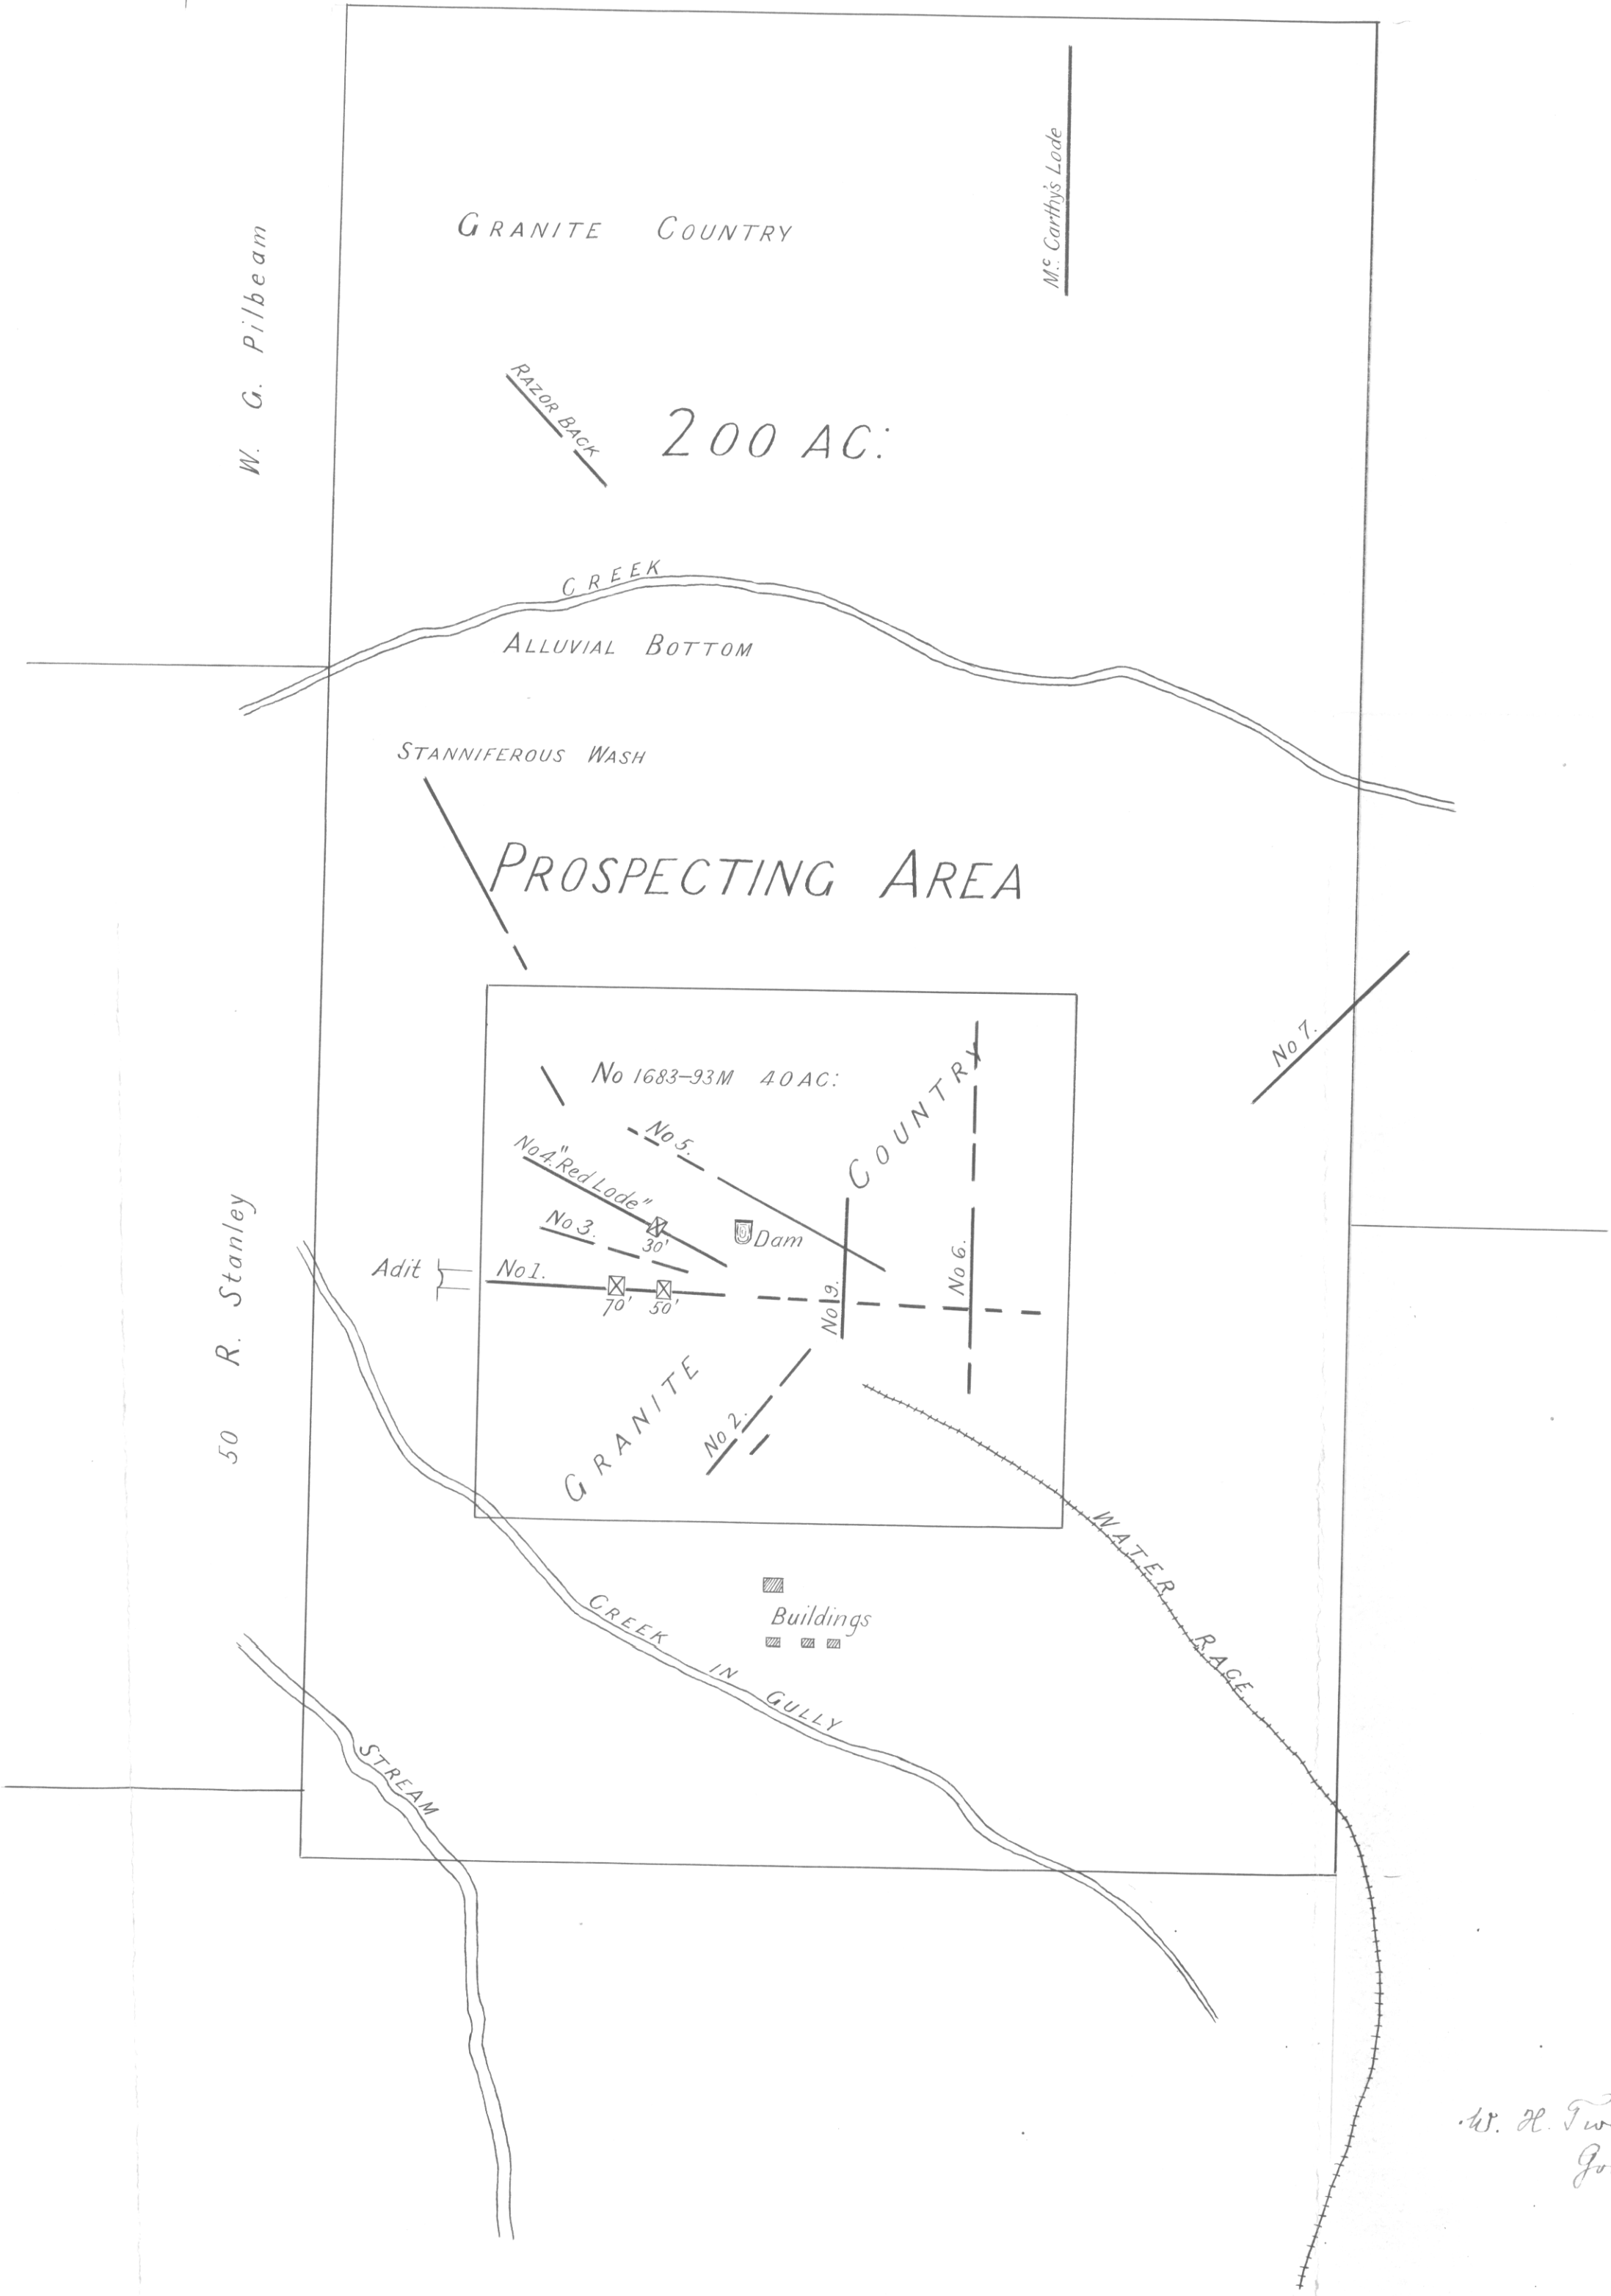 Mc Carthy's Lode
GRANITE COUNTRY
W. G. Pilbeam
RAZOR BACK
200 AC:
CREEK
ALLUVIAL BOTTOM
STANNIFEROUS WASH
PROSPECTING AREA
No 7.
No 1683-93M 40AC:
COUNTRY
No 5.
No 4. "Red Lode"
No 3.
30'
Dam
Adit
No 1.
70'
50'
No 9.
No 6.
50 R. Stanley
GRANITE
No 2.
WATER RACE
Buildings
CREEK IN GULLY
STREAM
W. H.